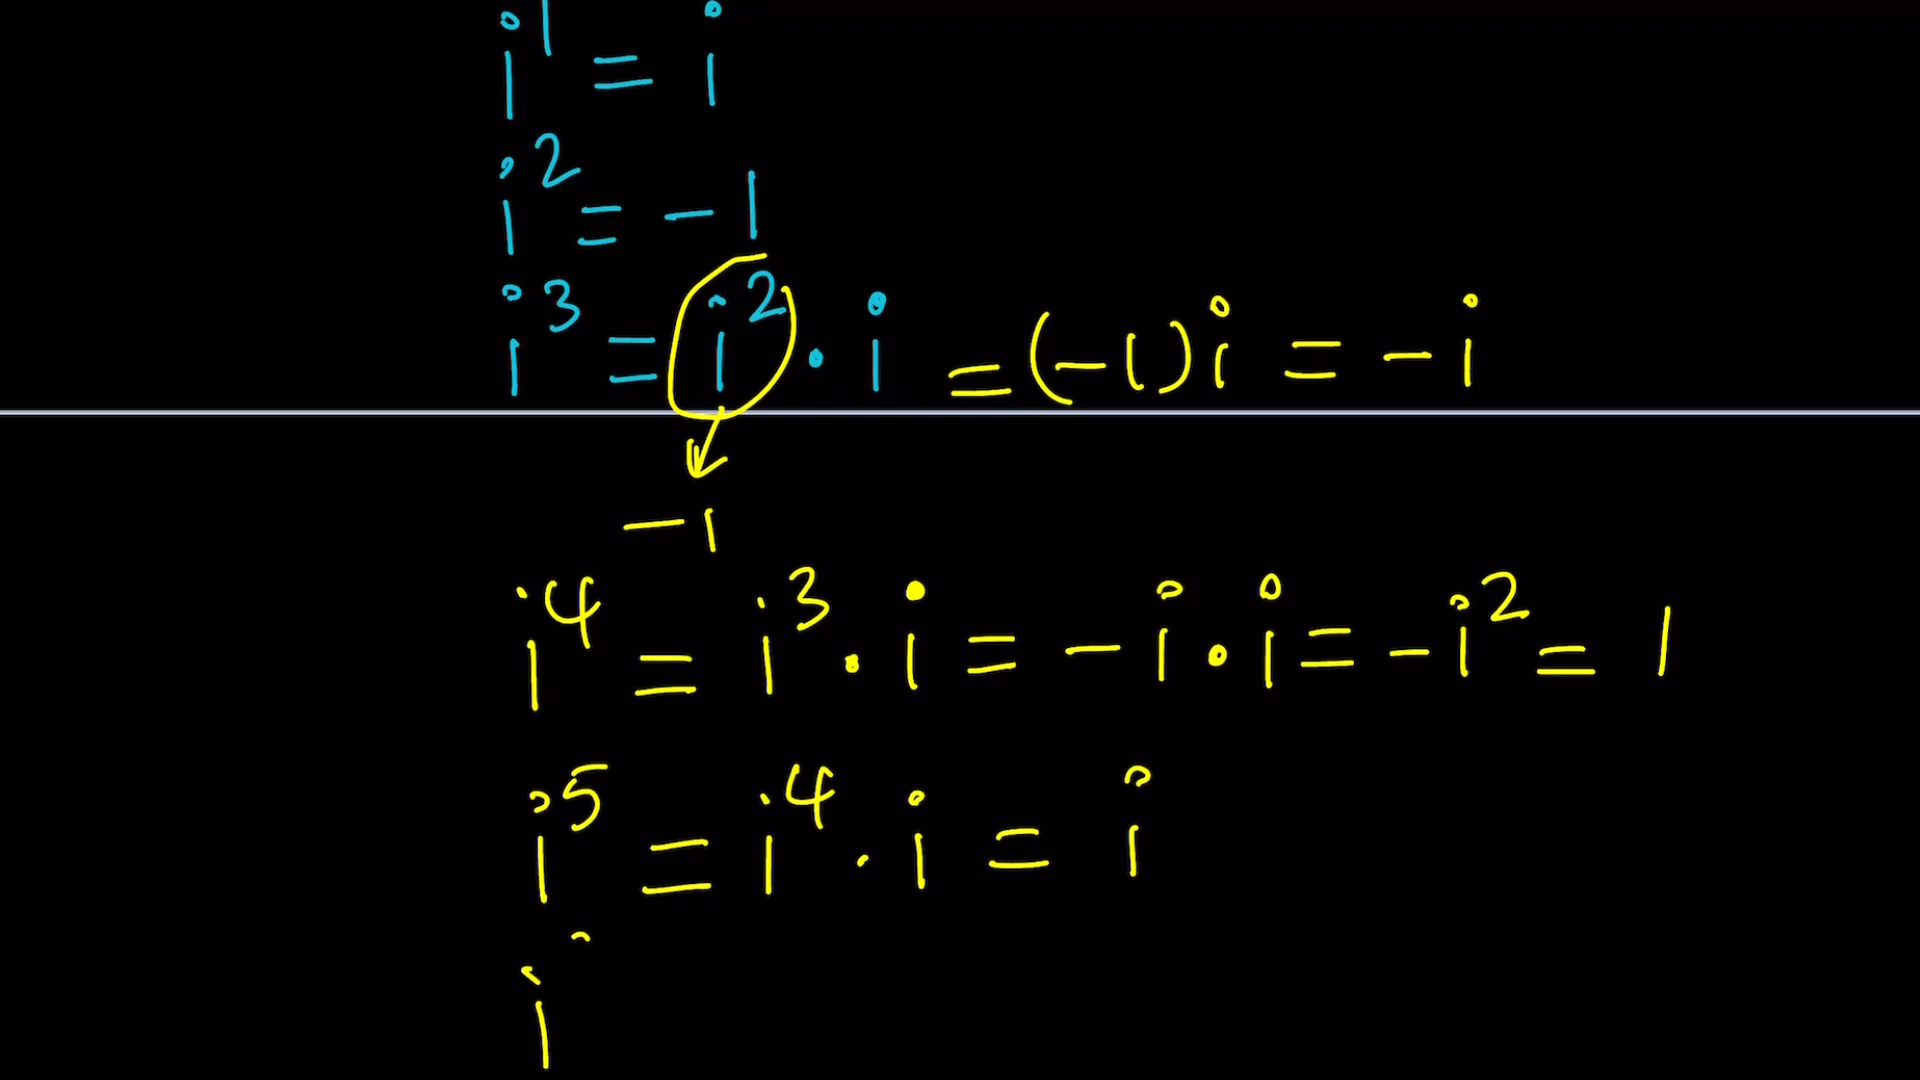 i¹ = i
i² = -1
i³ = i² · i = (-1)i = -i
-1
i⁴ = i³ · i = -i · i = -i² = 1
i⁵ = i⁴ · i = i
i